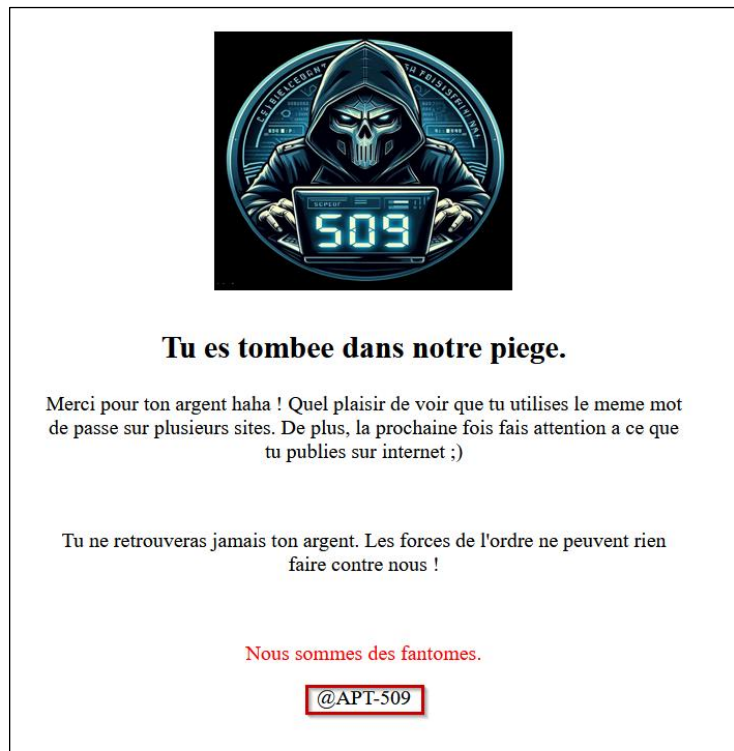 509
Tu es tombee dans notre piege.
Merci pour ton argent haha ! Quel plaisir de voir que tu utilises le meme mot
de passe sur plusieurs sites. De plus, la prochaine fois fais attention a ce que
tu publies sur internet ;)
Tu ne retrouveras jamais ton argent. Les forces de l'ordre ne peuvent rien
faire contre nous !
Nous sommes des fantomes.
@APT-509